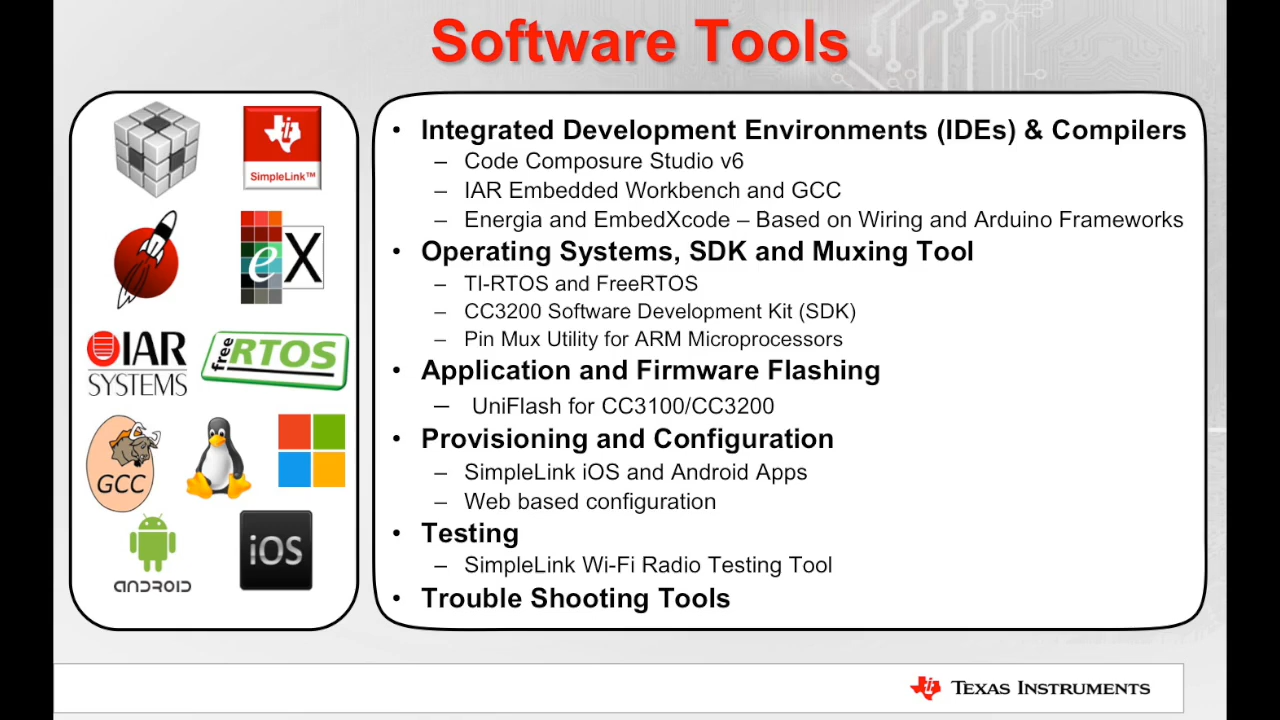 Software Tools
SimpleLink™
eX
IAR
SYSTEMS
freeRTOS
GCC
ANDROID
iOS
• Integrated Development Environments (IDEs) & Compilers
– Code Composure Studio v6
– IAR Embedded Workbench and GCC
– Energia and EmbedXcode – Based on Wiring and Arduino Frameworks
• Operating Systems, SDK and Muxing Tool
– TI-RTOS and FreeRTOS
– CC3200 Software Development Kit (SDK)
– Pin Mux Utility for ARM Microprocessors
• Application and Firmware Flashing
– UniFlash for CC3100/CC3200
• Provisioning and Configuration
– SimpleLink iOS and Android Apps
– Web based configuration
• Testing
– SimpleLink Wi-Fi Radio Testing Tool
• Trouble Shooting Tools
TEXAS INSTRUMENTS